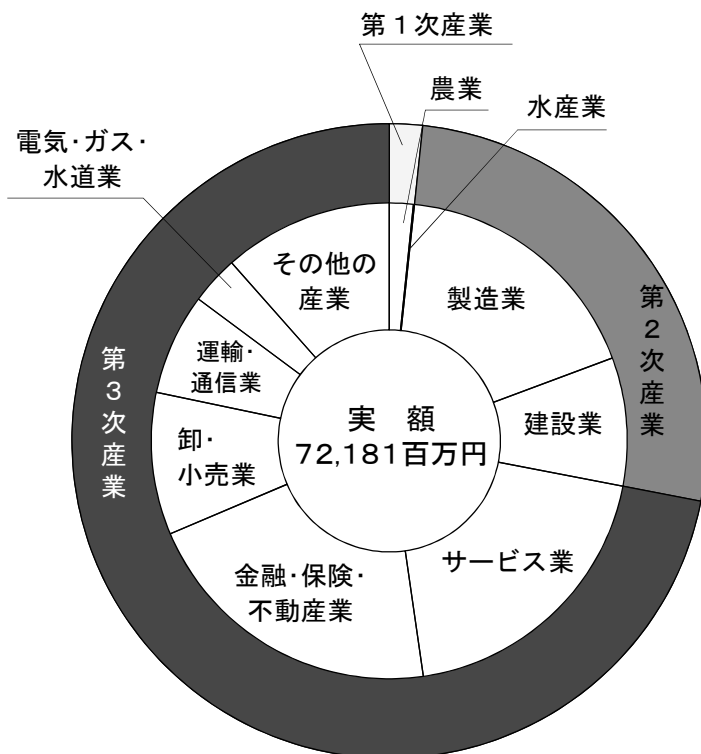 第１次産業
農業
水産業
電気･ガス･
水道業
その他の
産業
製造業
第２次産業
運輸･
通信業
第３次産業
実　額
72,181百万円
建設業
卸･
小売業
サービス業
金融･保険･
不動産業